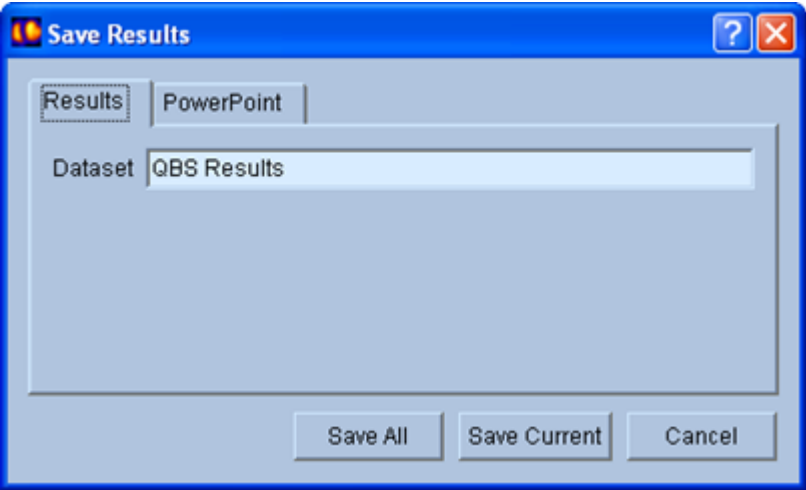 Save Results
Results PowerPoint
Dataset QBS Results
Save All Save Current Cancel